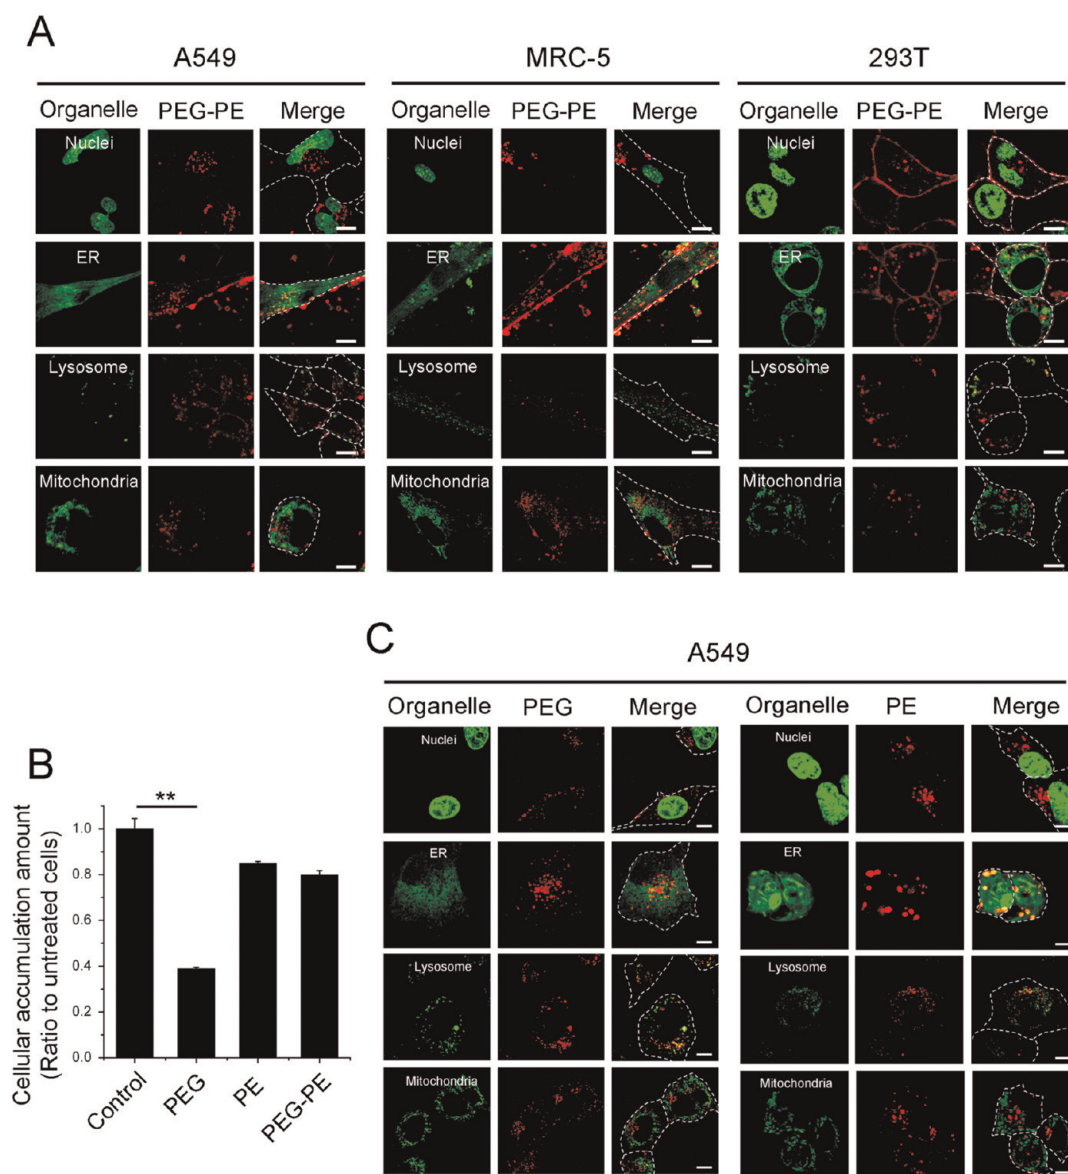 A
A549 MRC-5 293T
Organelle PEG-PE Merge Organelle PEG-PE Merge Organelle PEG-PE Merge
Nuclei Nuclei Nuclei
ER ER ER
Lysosome Lysosome Lysosome
Mitochondria Mitochondria Mitochondria
B
Cellular accumulation amount
(Ratio to untreated cells)
**
1.0
0.8
0.6
0.4
0.2
0.0
Control PEG PE PEG-PE
C
A549
Organelle PEG Merge Organelle PE Merge
Nuclei Nuclei
ER ER
Lysosome Lysosome
Mitochondria Mitochondria